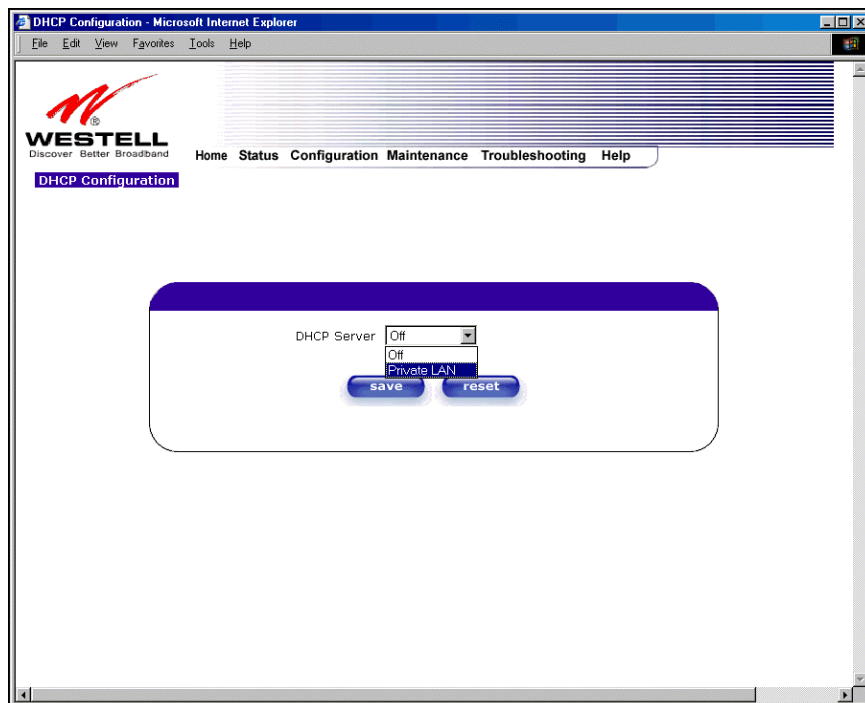 DHCP Configuration - Microsoft Internet Explorer
File Edit View Favorites Tools Help
®
WESTELL
Discover Better Broadband
Home Status Configuration Maintenance Troubleshooting Help
DHCP Configuration
DHCP Server Off
Off
Private LAN
save reset